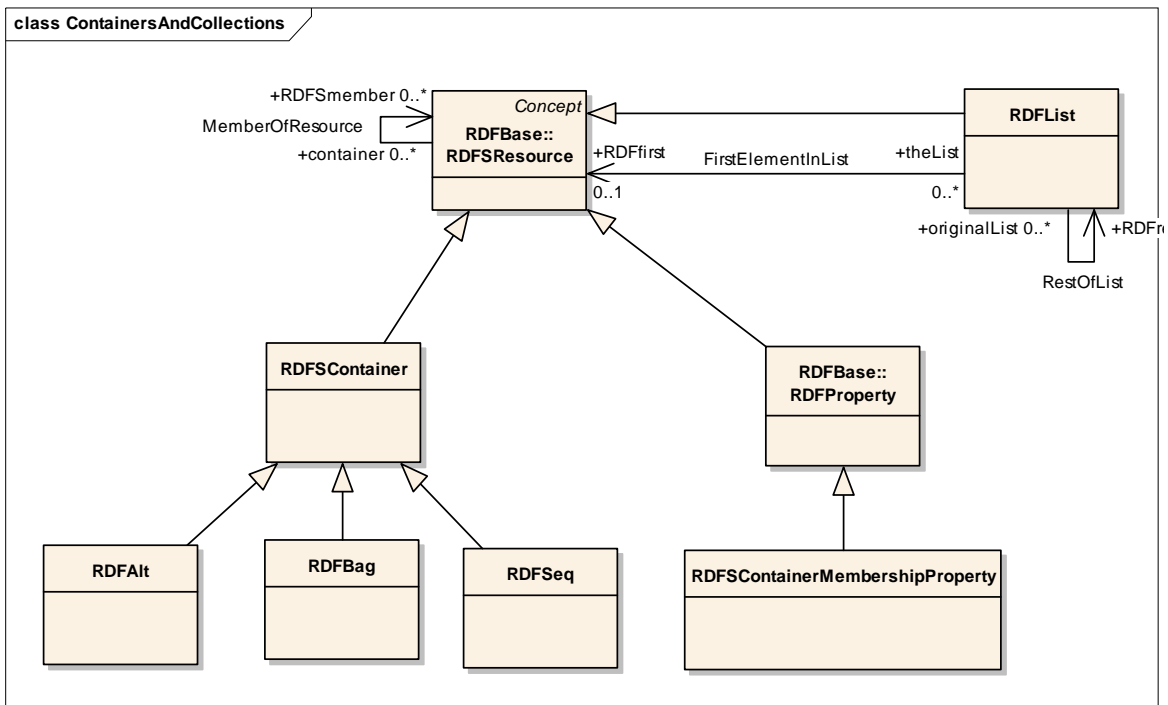 class ContainersAndCollections
+RDFSmember 0..*
MemberOfResource
+container 0..*
Concept
RDFBase::
RDFSResource
+RDFfirst
0..1
FirstElementInList
+theList
0..*
RDFList
+originalList 0..*
RestOfList
RDFSContainer
RDFBase::
RDFProperty
RDFAlt
RDFBag
RDFSeq
RDFSContainerMembershipProperty